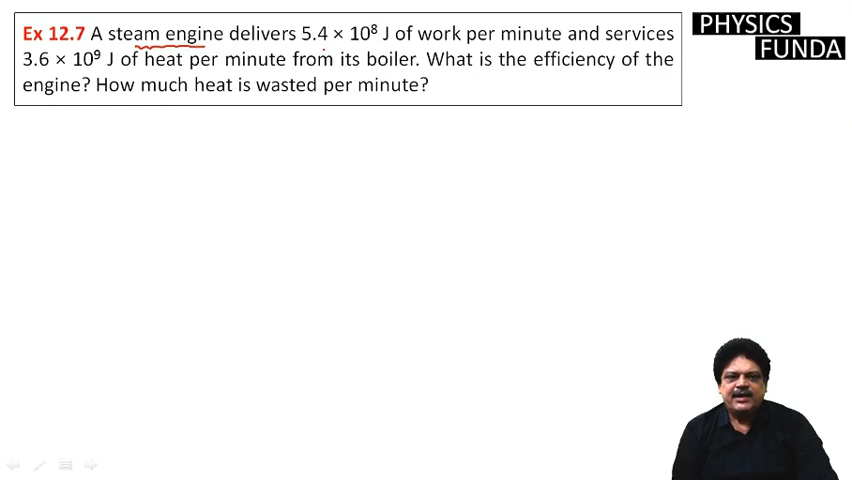 Ex 12.7 A steam engine delivers 5.4 × 10⁸ J of work per minute and services
3.6 × 10⁹ J of heat per minute from its boiler. What is the efficiency of the
engine? How much heat is wasted per minute?
PHYSICS
FUNDA